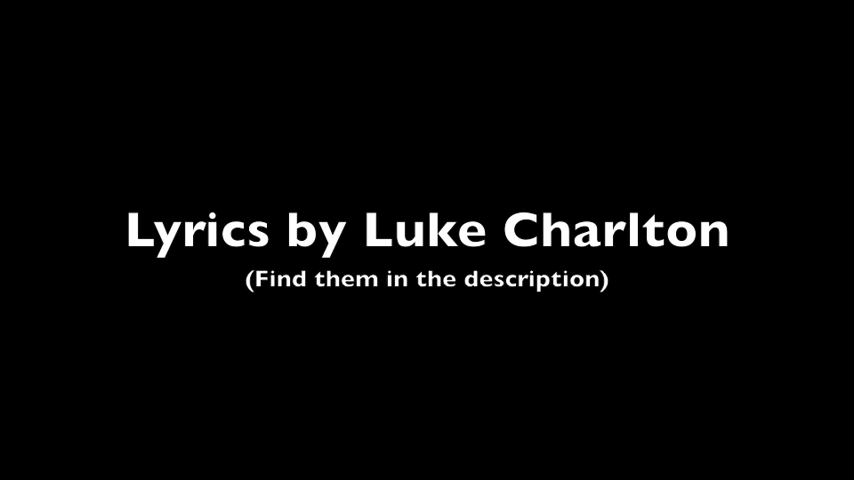 Lyrics by Luke Charlton
(Find them in the description)